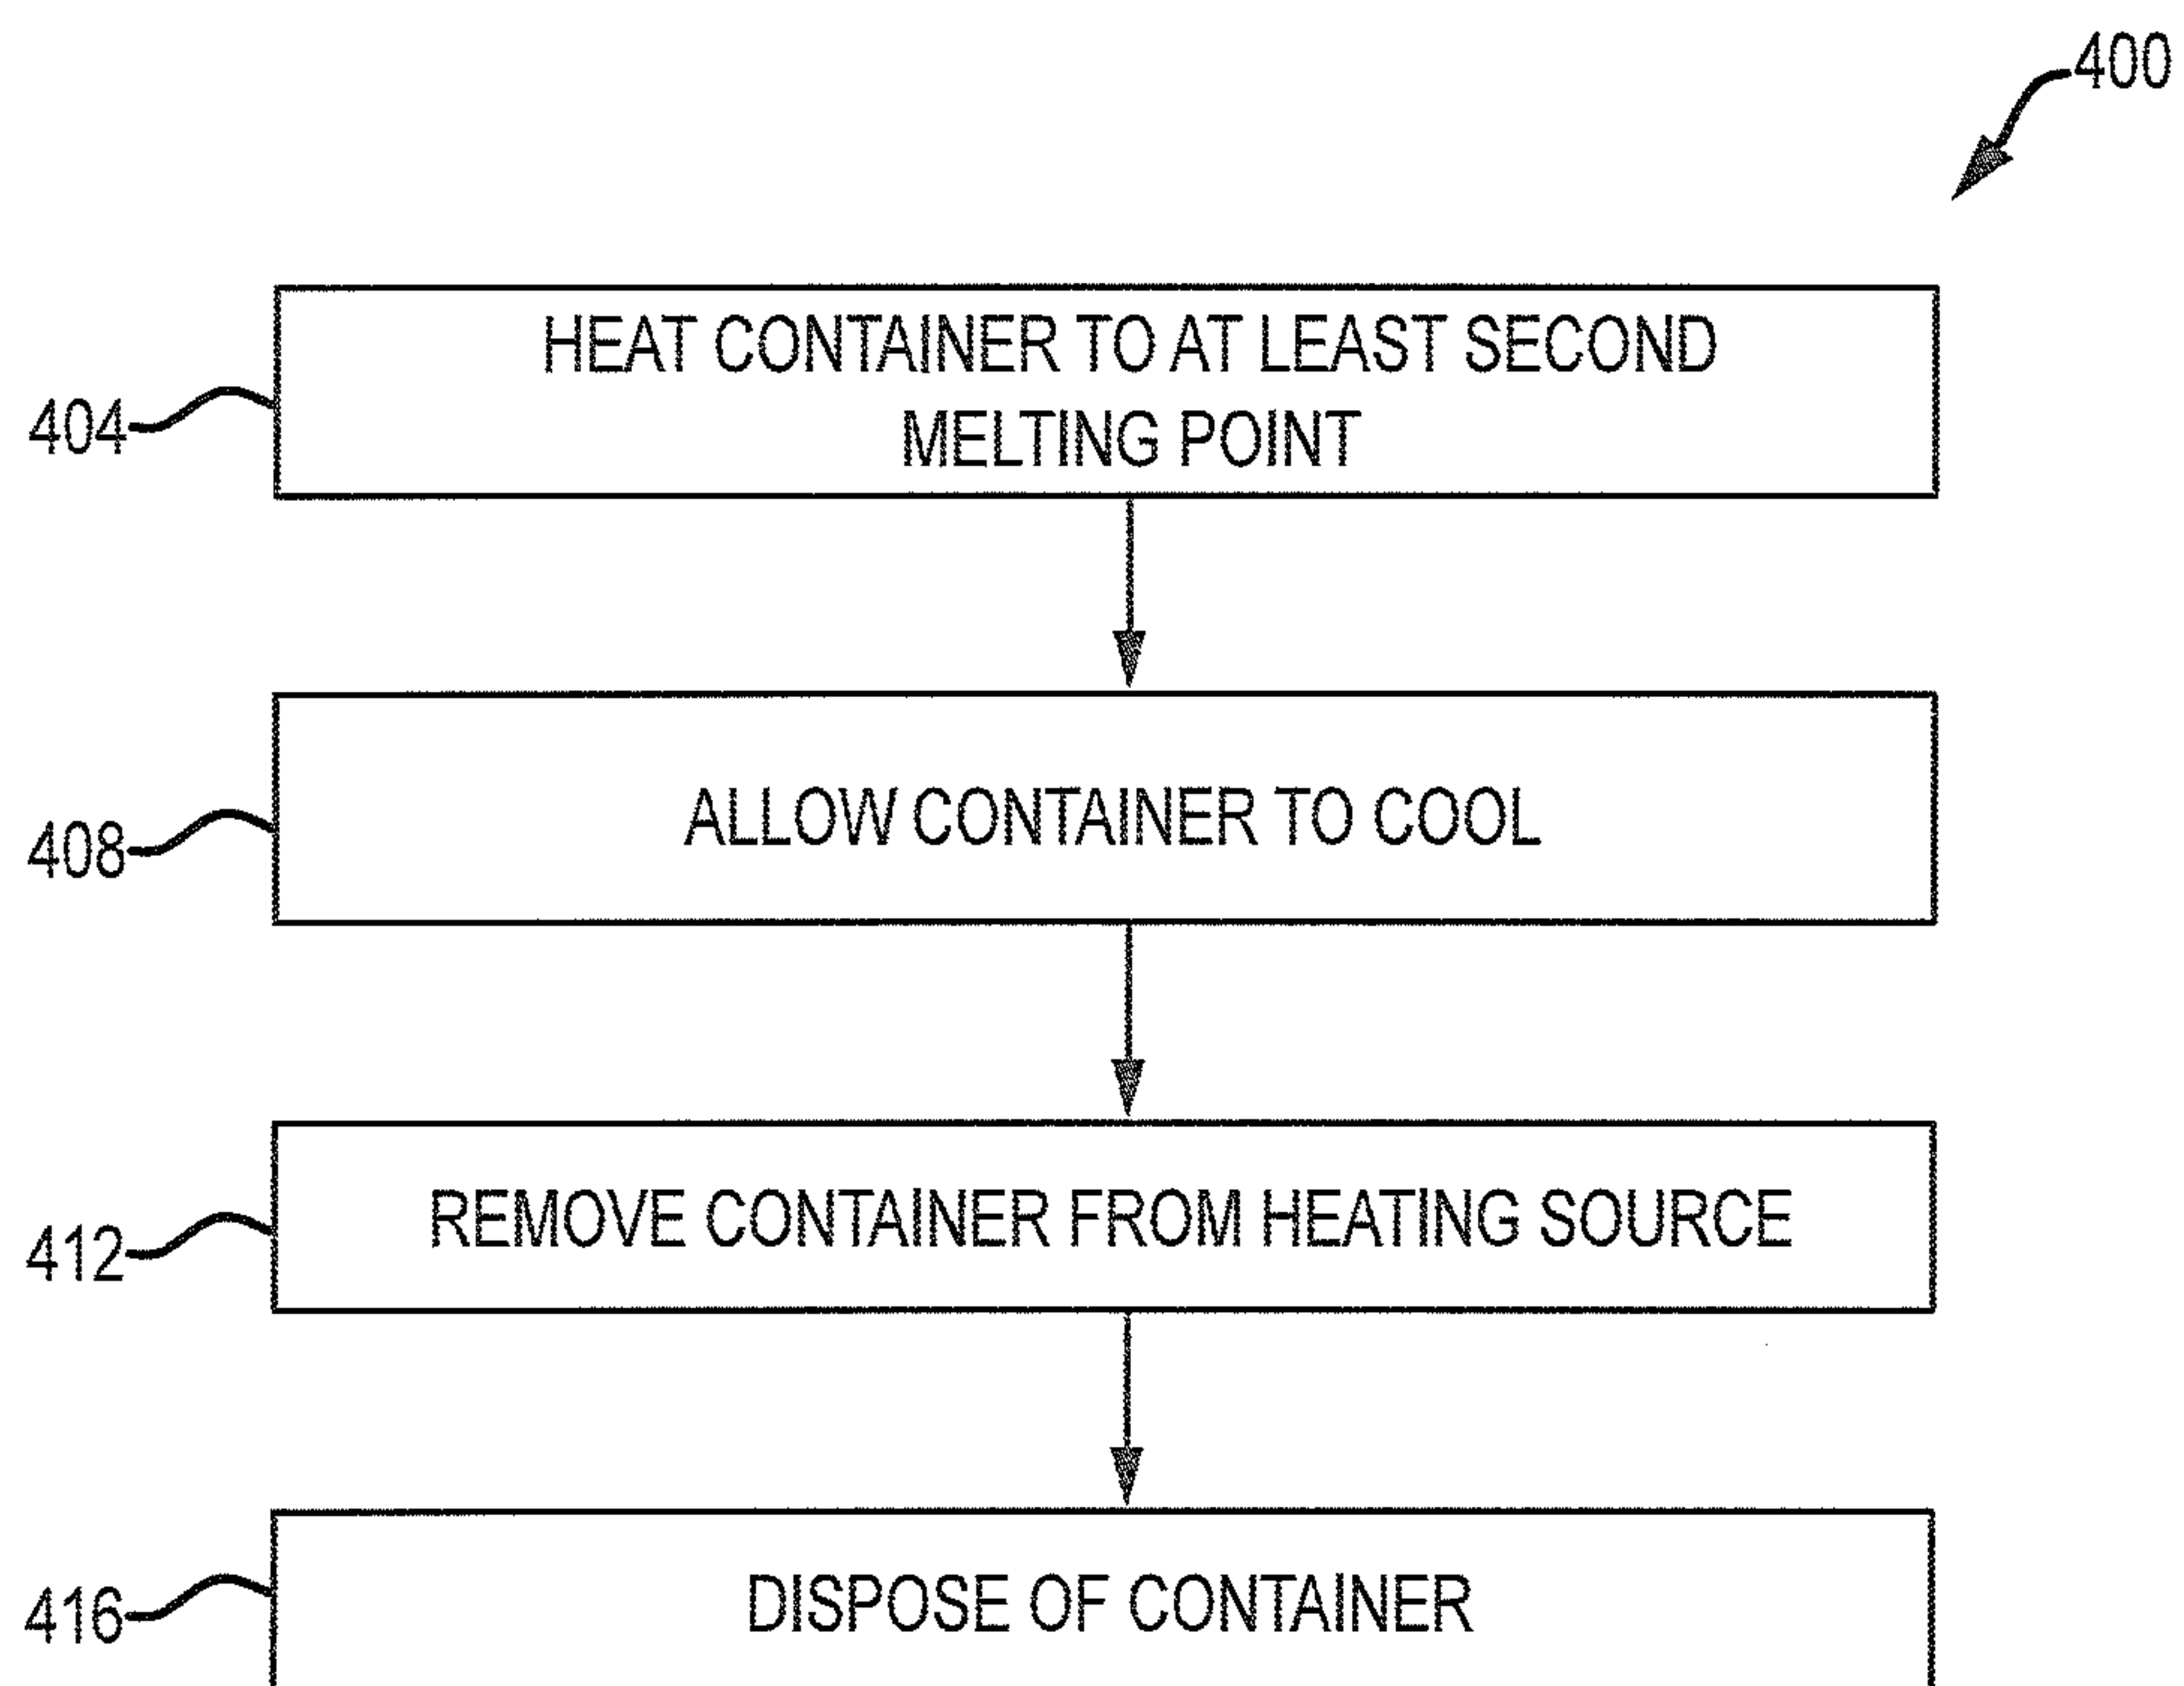 400
HEAT CONTAINER TO AT LEAST SECOND
MELTING POINT
404
ALLOW CONTAINER TO COOL
408
REMOVE CONTAINER FROM HEATING SOURCE
412
DISPOSE OF CONTAINER
416